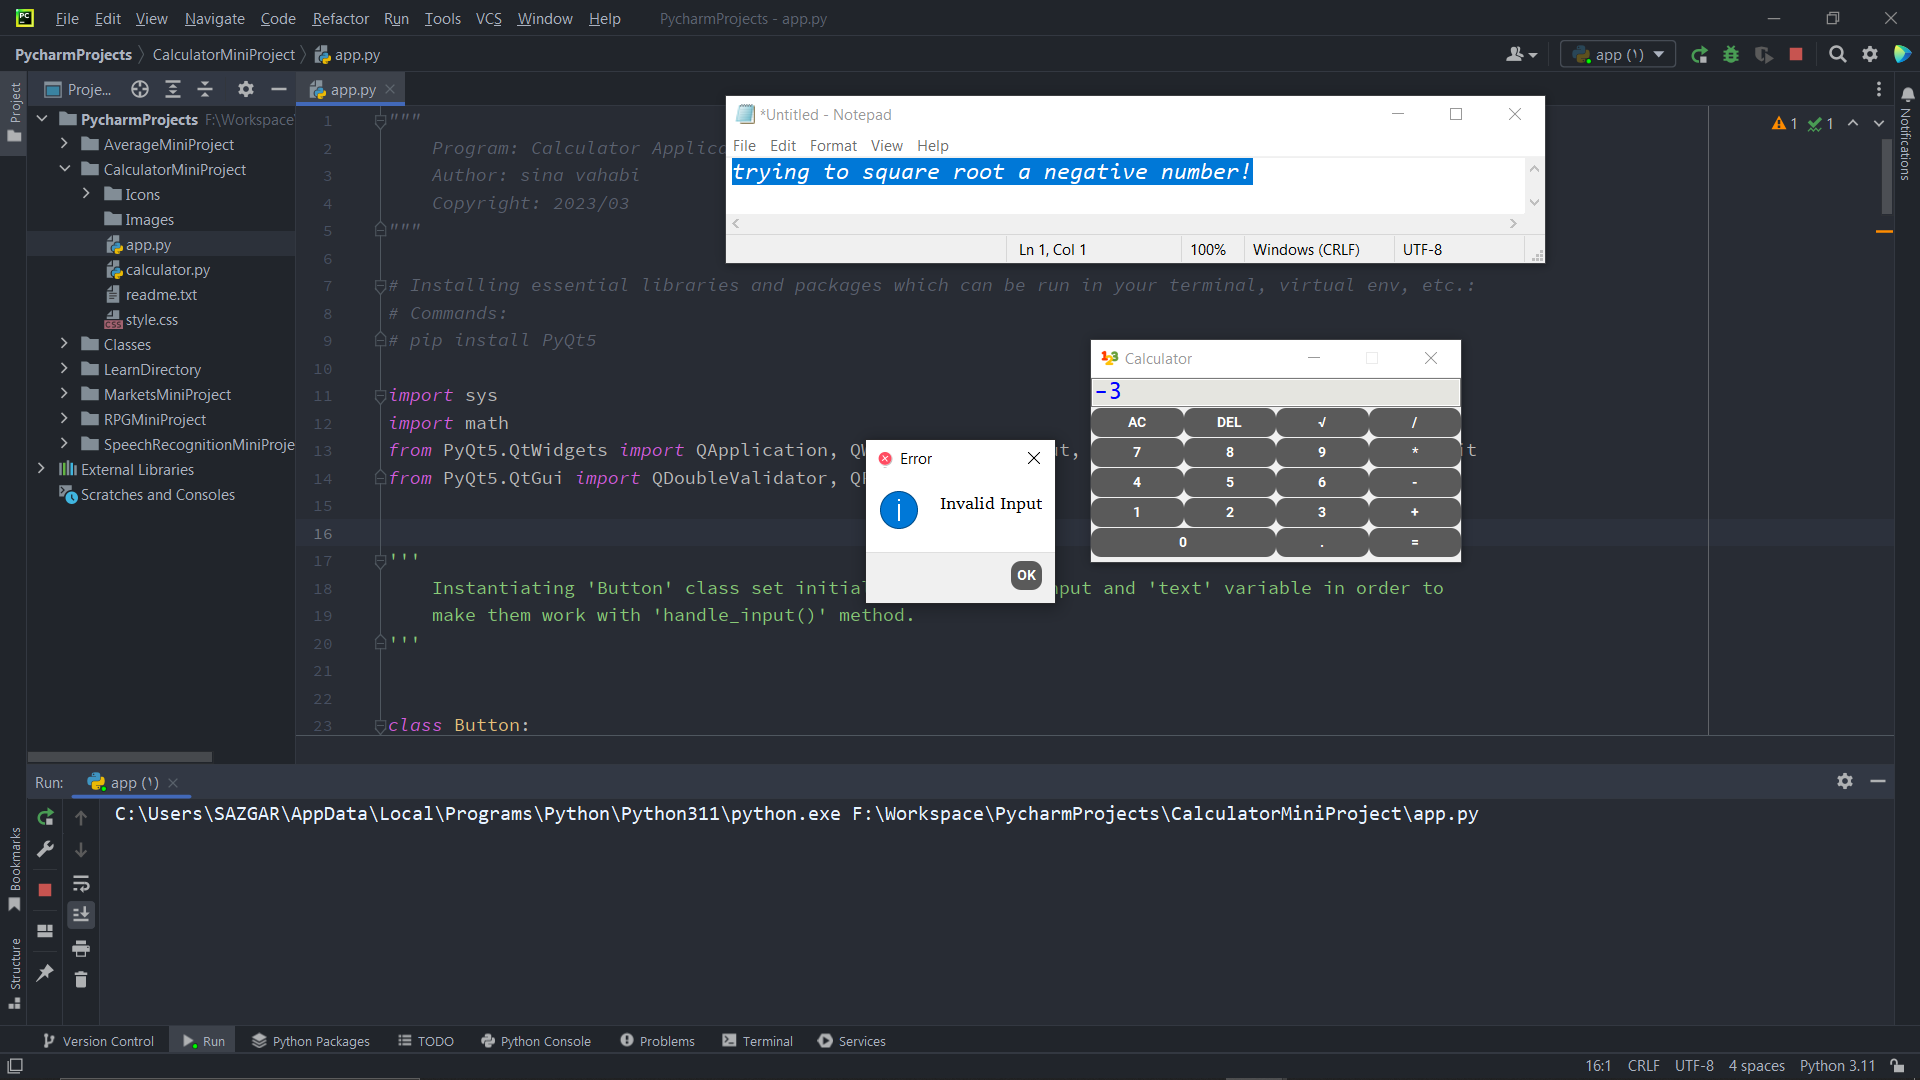 File Edit View Navigate Code Refactor Run Tools VCS Window Help PycharmProjects - app.py
PycharmProjects CalculatorMiniProject app.py
app (۱)
Project
Proje...
PycharmProjects F:\Workspace
AverageMiniProject
CalculatorMiniProject
Icons
Images
app.py
calculator.py
readme.txt
style.css
Classes
LearnDirectory
MarketsMiniProject
RPGMiniProject
SpeechRecognitionMiniProje
External Libraries
Scratches and Consoles
app.py
1 1
Notifications
1 """
2 Program: Calculator Applic
3 Author: sina vahabi
4 Copyright: 2023/03
5 """
6
7 # Installing essential libraries and packages which can be run in your terminal, virtual env, etc.:
8 # Commands:
9 # pip install PyQt5
10
11 import sys
12 import math
13 from PyQt5.QtWidgets import QApplication,
14 from PyQt5.QtGui import QDoubleValidator,
15
16
17 '''
18 Instantiating 'Button' class set initia put and 'text' variable in order to
19 make them work with 'handle_input()' method.
20 '''
21
22
23 class Button:
*Untitled - Notepad
File Edit Format View Help
trying to square root a negative number!
Ln 1, Col 1 100% Windows (CRLF) UTF-8
Calculator
-3
AC DEL √ /
7 8 9 *
4 5 6 -
1 2 3 +
0 . =
Error
Invalid Input
OK
Run: app (۱)
C:\Users\SAZGAR\AppData\Local\Programs\Python\Python311\python.exe F:\Workspace\PycharmProjects\CalculatorMiniProject\app.py
Bookmarks
Structure
Version Control Run Python Packages TODO Python Console Problems Terminal Services
16:1 CRLF UTF-8 4 spaces Python 3.11